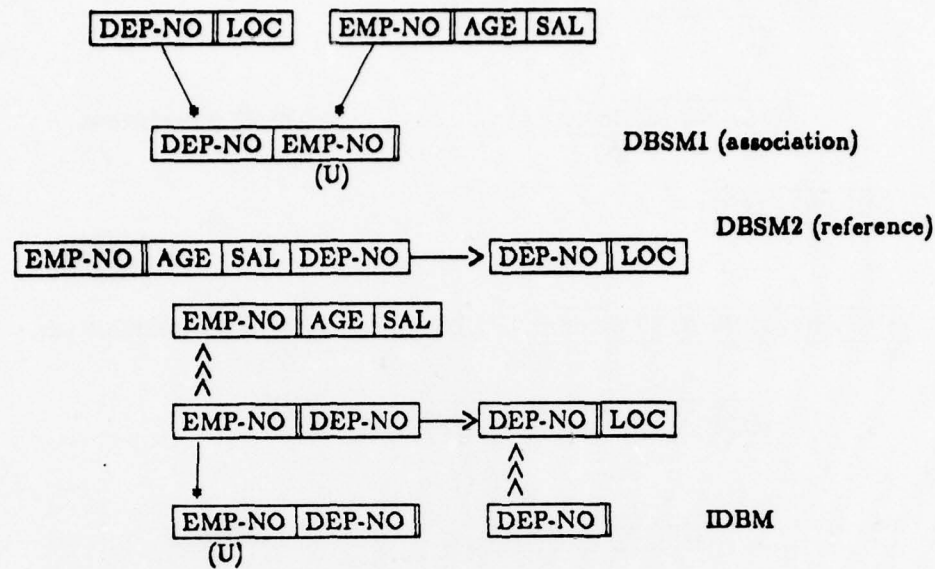 DEP-NO LOC EMP-NO AGE SAL
DEP-NO EMP-NO DBSM1 (association)
(U)
DBSM2 (reference)
EMP-NO AGE SAL DEP-NO DEP-NO LOC
EMP-NO AGE SAL
EMP-NO DEP-NO DEP-NO LOC
EMP-NO DEP-NO DEP-NO IDBM
(U)